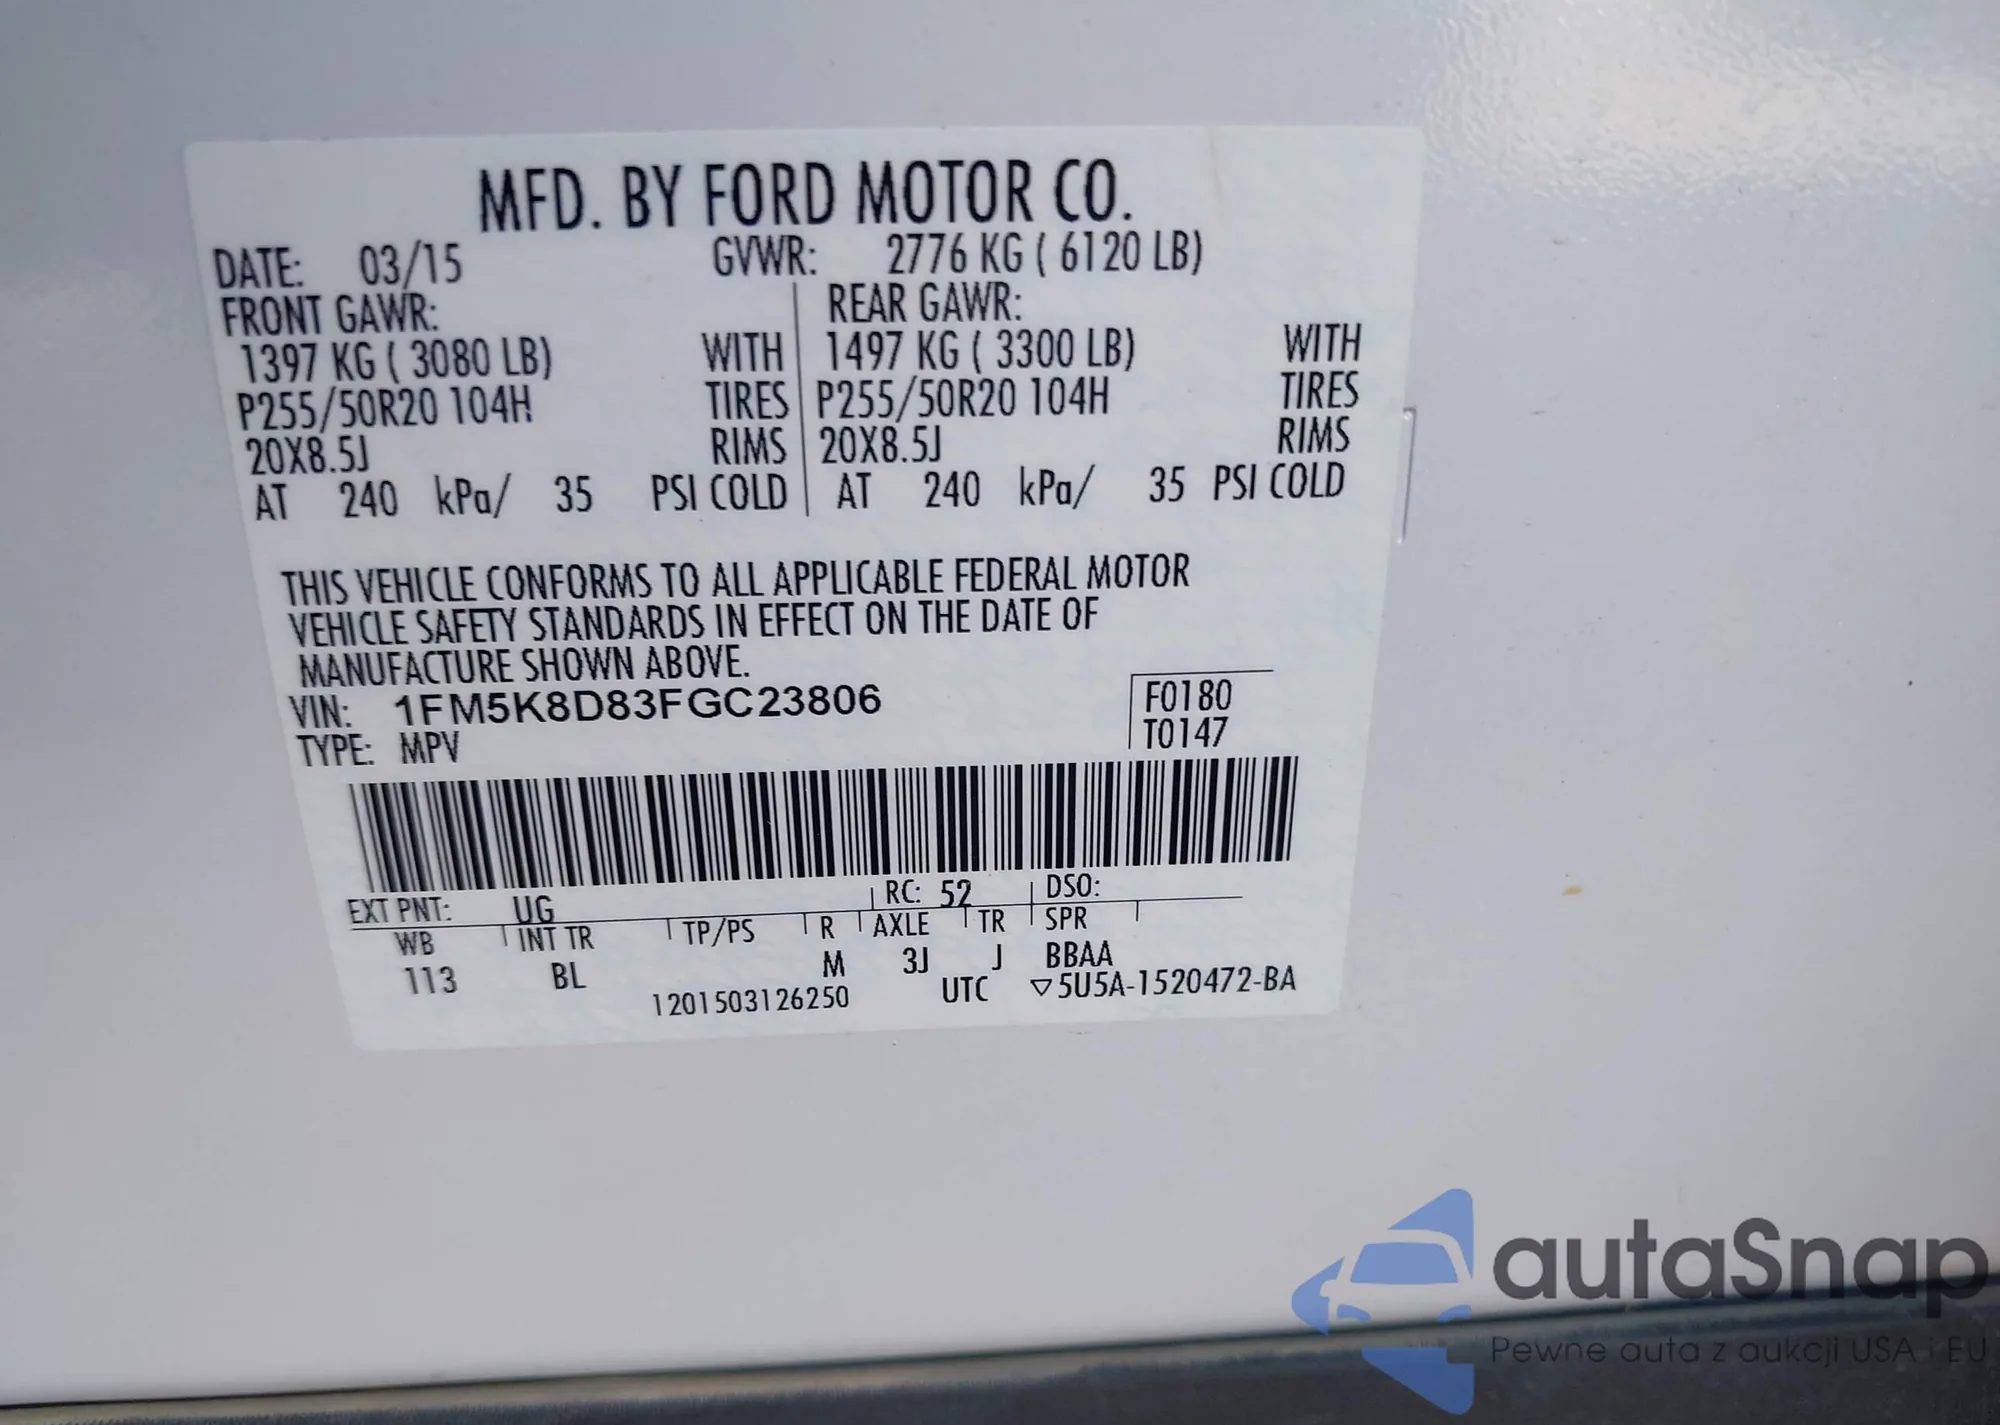 MFD. BY FORD MOTOR CO.
DATE: 03/15 GVWR: 2776 KG ( 6120 LB)
FRONT GAWR: REAR GAWR:
1397 KG ( 3080 LB) WITH 1497 KG ( 3300 LB) WITH
P255/50R20 104H TIRES P255/50R20 104H TIRES
20X8.5J RIMS 20X8.5J RIMS
AT 240 kPa/ 35 PSI COLD AT 240 kPa/ 35 PSI COLD
THIS VEHICLE CONFORMS TO ALL APPLICABLE FEDERAL MOTOR
VEHICLE SAFETY STANDARDS IN EFFECT ON THE DATE OF
MANUFACTURE SHOWN ABOVE.
VIN: 1FM5K8D83FGC23806 F0180
TYPE: MPV T0147
EXT PNT: UG RC: 52 DSO:
WB INT TR TP/PS R AXLE TR SPR
113 BL M 3J J BBAA
1201503126250 UTC ▽5U5A-1520472-BA
autaSnap
Pewne auta z aukcji USA i EU